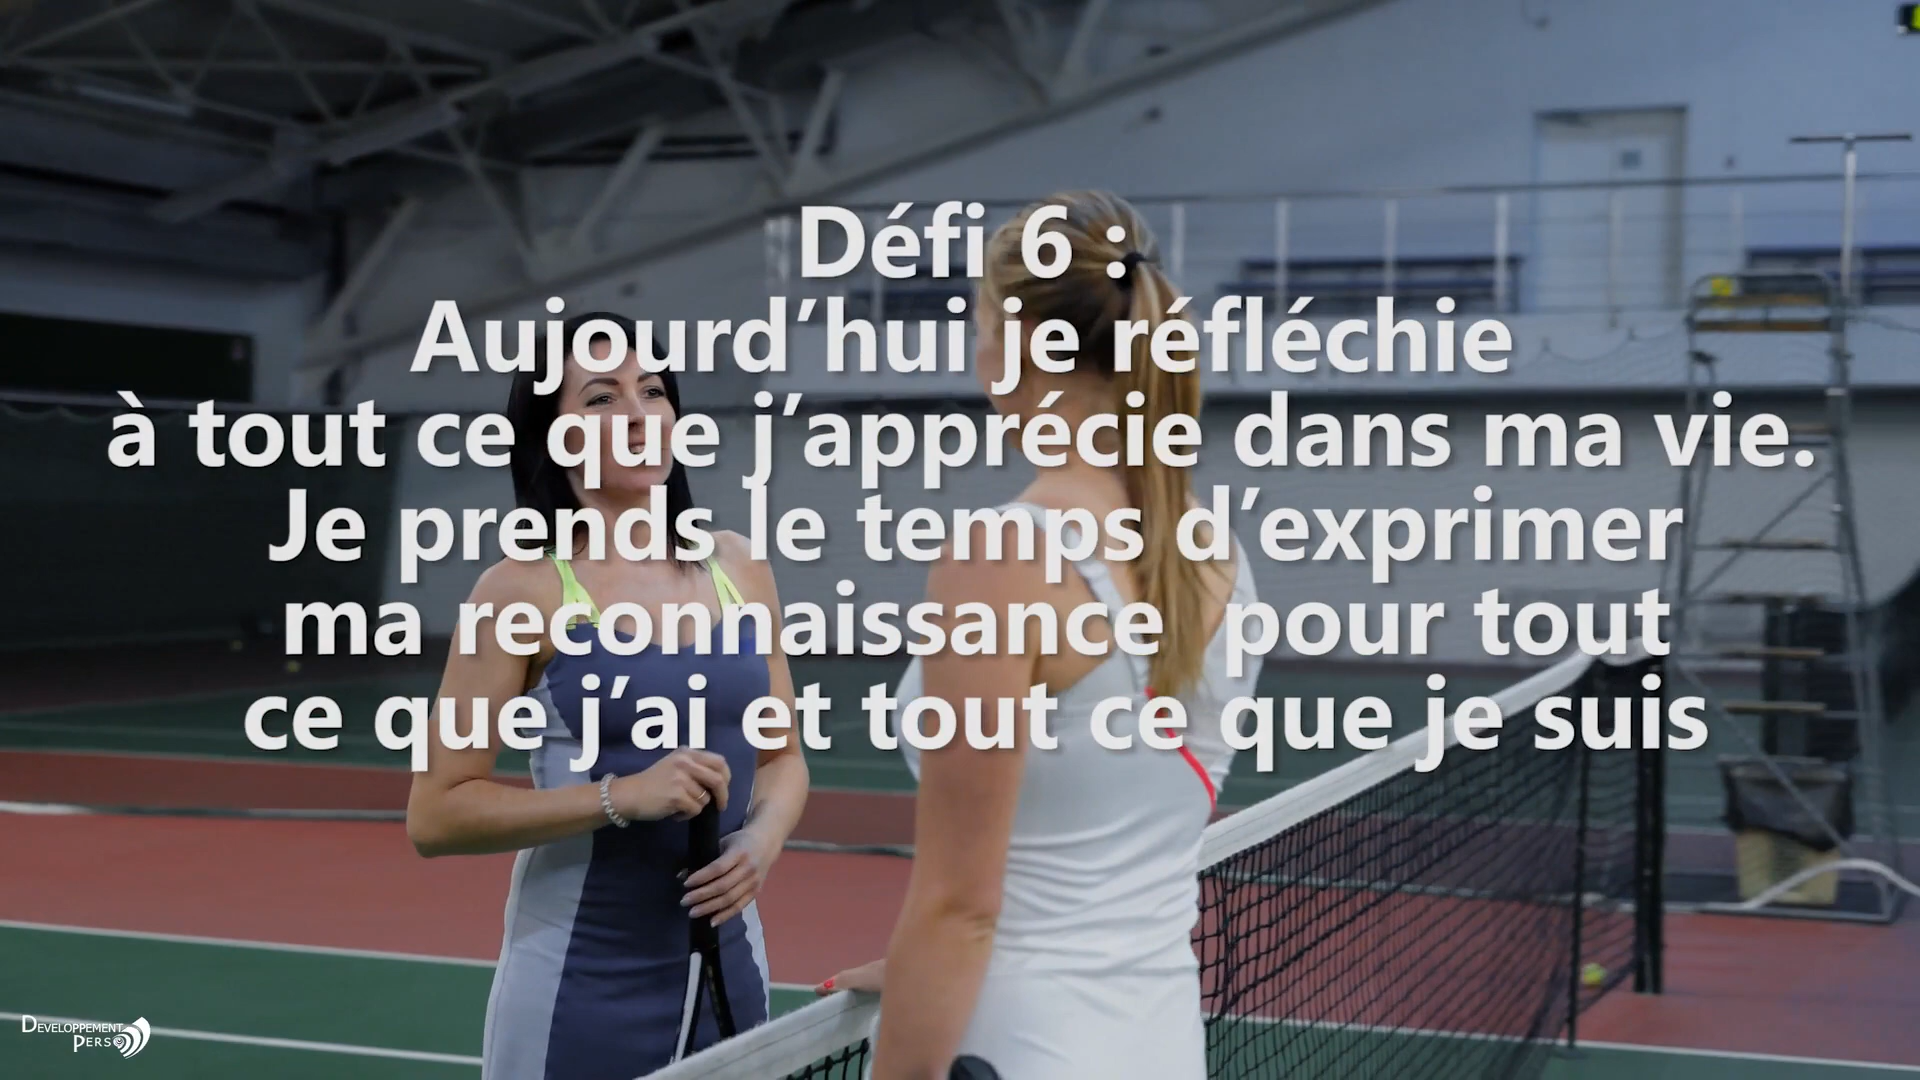 Défi 6 :
Aujourd’hui je réfléchie
à tout ce que j’apprécie dans ma vie.
Je prends le temps d’exprimer
ma reconnaissance  pour tout
ce que j’ai et tout ce que je suis
DEVELOPPEMENT
PERSO